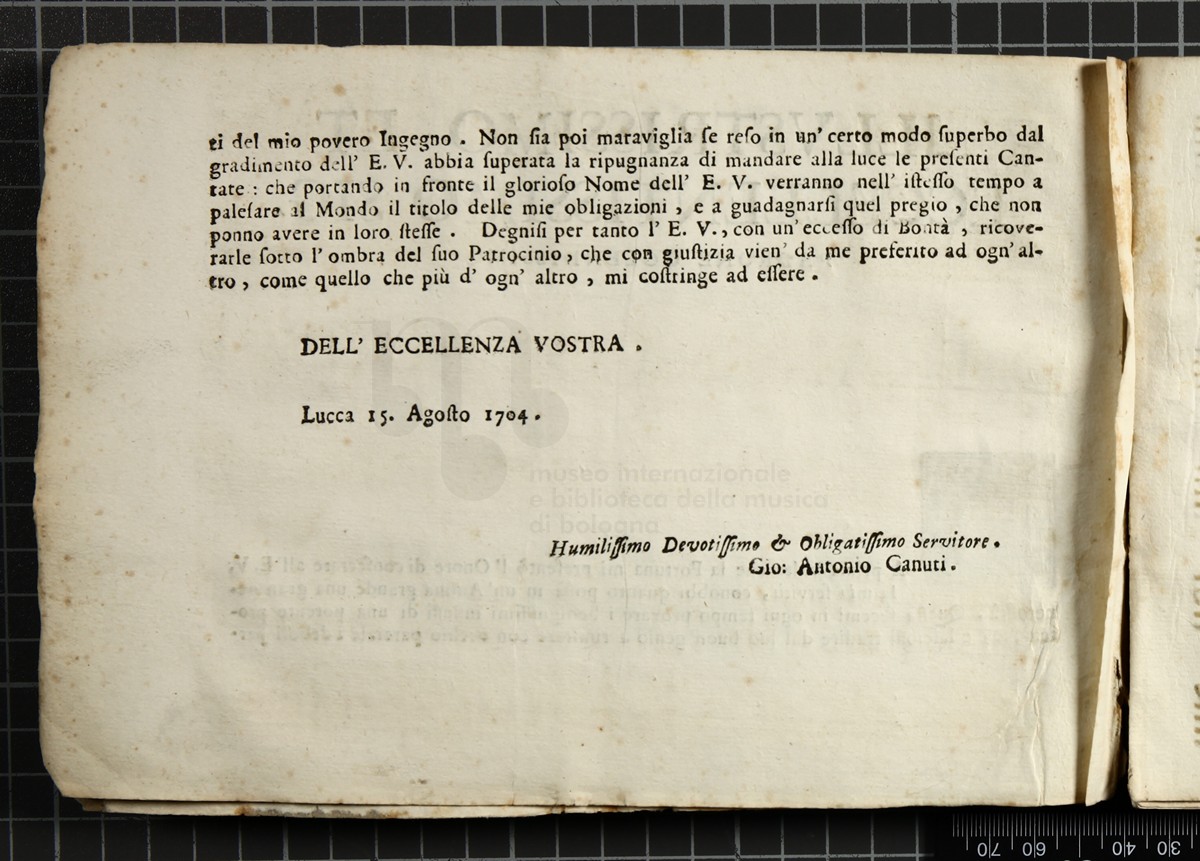 ti del mio povero Ingegno . Non ſia poi maraviglia ſe reſo in un' certo modo ſuperbo dal
gradimento dell' E. V. abbia ſuperata la ripugnanza di mandare alla luce le preſenti Can-
tate : che portando in fronte il glorioſo Nome dell' E. V. verranno nell' iſteſſo tempo a
paleſare al Mondo il titolo delle mie obligazioni , e a guadagnarſi quel pregio , che non
ponno avere in loro ſteſſe . Degniſi per tanto l' E. V. , con un' ecceſſo di Bontà , ricove-
rarle ſotto l' ombra del ſuo Patrocinio , che con giuſtizia vien' da me preferito ad ogn' al-
tro , come quello che più d' ogn' altro , mi coſtringe ad eſſere .
DELL' ECCELLENZA VOSTRA .
Lucca 15. Agoſto 1704.
museo internazionale
e biblioteca della musica
di bologna
Humiliſſimo Devotiſſimo & Obligatiſſimo Servitore .
Gio: Antonio Canuti .
70 60 40 30